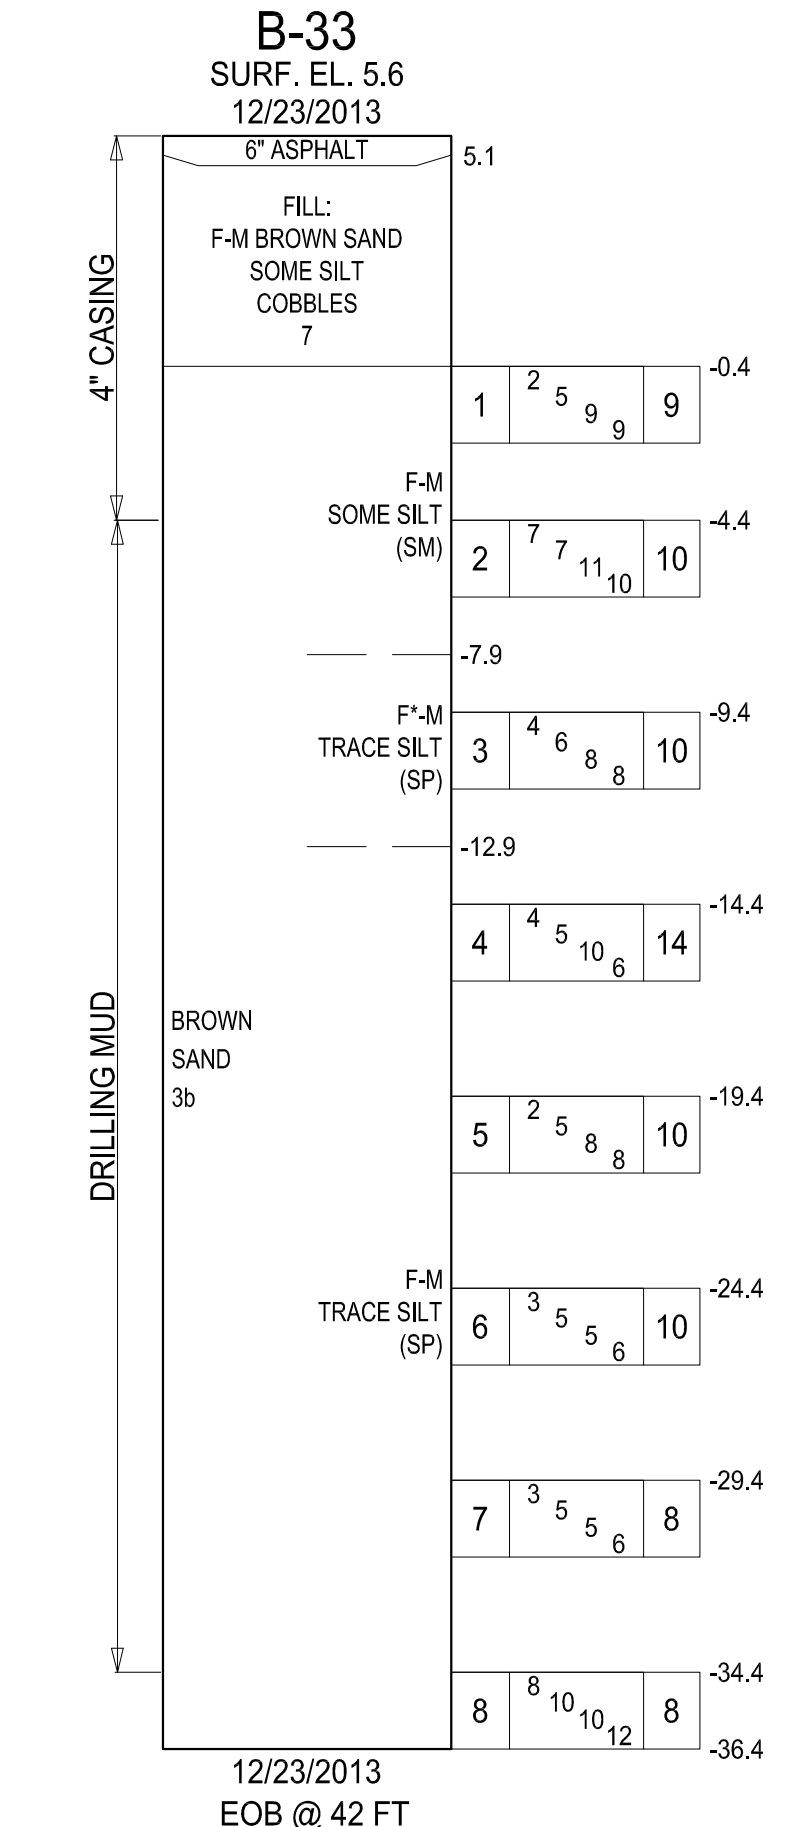 B-33
SURF. EL. 5.6
12/23/2013
6" ASPHALT
5.1
FILL:
F-M BROWN SAND
SOME SILT
COBBLES
7
4" CASING
-0.4
1 2 5 9 9 9
F-M
SOME SILT
(SM)
-4.4
2 7 7 11 10 10
-7.9
F*-M
TRACE SILT
(SP)
-9.4
3 4 6 8 8 10
-12.9
-14.4
4 4 5 10 6 14
DRILLING MUD
BROWN
SAND
3b
-19.4
5 2 5 8 8 10
F-M
TRACE SILT
(SP)
-24.4
6 3 5 5 6 10
-29.4
7 3 5 5 6 8
-34.4
8 8 10 10 12 8
-36.4
12/23/2013
EOB @ 42 FT